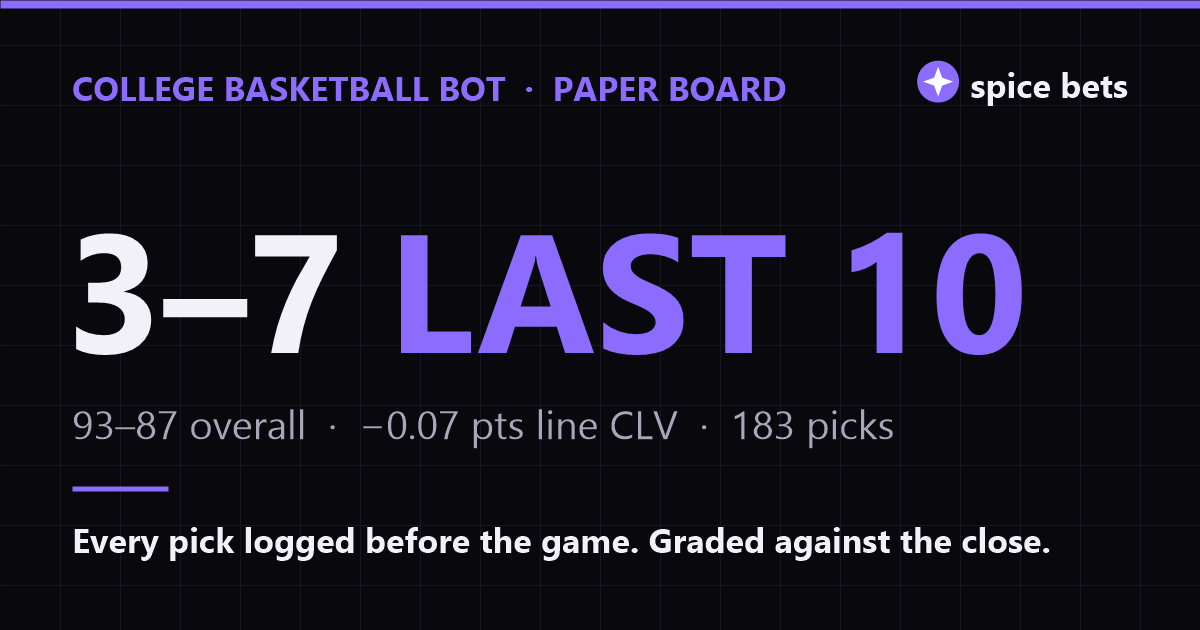 COLLEGE BASKETBALL BOT · PAPER BOARD
spice bets
3–7 LAST 10
93–87 overall · −0.07 pts line CLV · 183 picks
Every pick logged before the game. Graded against the close.